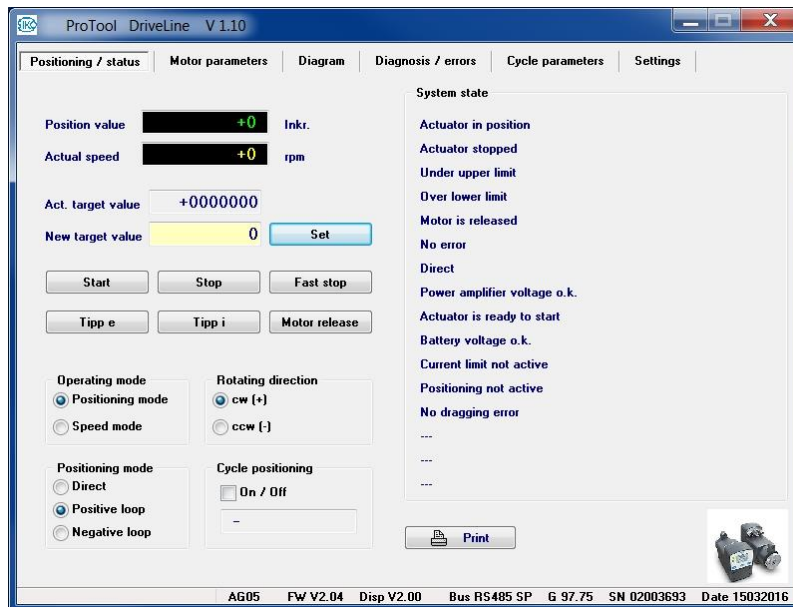 SIKO ProTool DriveLine V 1.10
Positioning / status Motor parameters Diagram Diagnosis / errors Cycle parameters Settings
System state
Position value +0 Inkr.
Actual speed +0 rpm
Act. target value +0000000
New target value 0 Set
Start Stop Fast stop
Tipp e Tipp i Motor release
Operating mode
Positioning mode
Speed mode
Rotating direction
cw (+)
ccw (-)
Positioning mode
Direct
Positive loop
Negative loop
Cycle positioning
On / Off
–
Actuator in position
Actuator stopped
Under upper limit
Over lower limit
Motor is released
No error
Direct
Power amplifier voltage o.k.
Actuator is ready to start
Battery voltage o.k.
Current limit not active
Positioning not active
No dragging error
---
---
---
Print
AG05 FW V2.04 Disp V2.00 Bus RS485 SP G 97.75 SN 02003693 Date 15032016